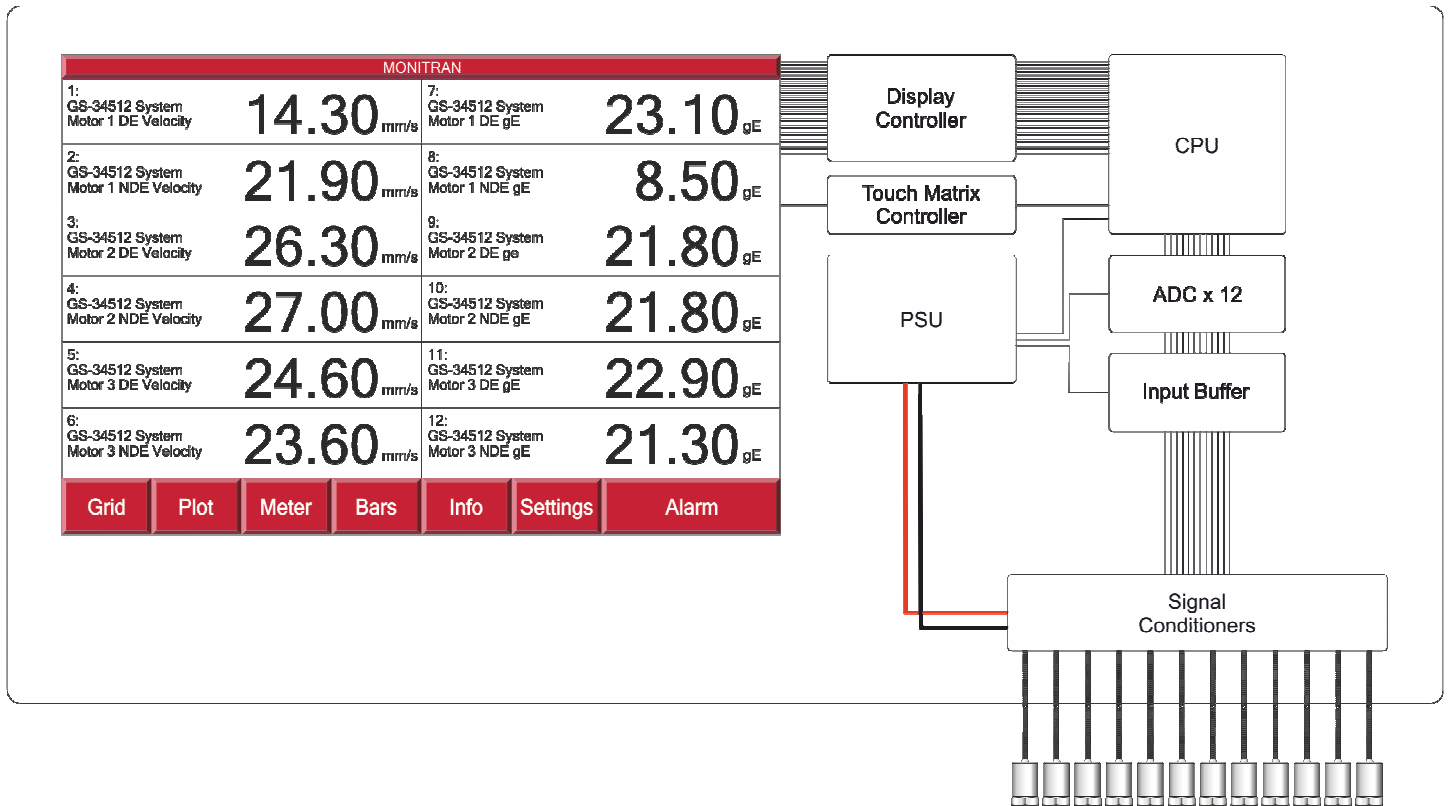 MONITRAN
1:
GS-34512 System
Motor 1 DE Velocity
14.30 mm/s
7:
GS-34512 System
Motor 1 DE gE
23.10 gE
2:
GS-34512 System
Motor 1 NDE Velocity
21.90 mm/s
8:
GS-34512 System
Motor 1 NDE gE
8.50 gE
3:
GS-34512 System
Motor 2 DE Velocity
26.30 mm/s
9:
GS-34512 System
Motor 2 DE ge
21.80 gE
4:
GS-34512 System
Motor 2 NDE Velocity
27.00 mm/s
10:
GS-34512 System
Motor 2 NDE gE
21.80 gE
5:
GS-34512 System
Motor 3 DE Velocity
24.60 mm/s
11:
GS-34512 System
Motor 3 DE gE
22.90 gE
6:
GS-34512 System
Motor 3 NDE Velocity
23.60 mm/s
12:
GS-34512 System
Motor 3 NDE gE
21.30 gE
Grid Plot Meter Bars Info Settings Alarm
Display
Controller
CPU
Touch Matrix
Controller
PSU
ADC x 12
Input Buffer
Signal
Conditioners